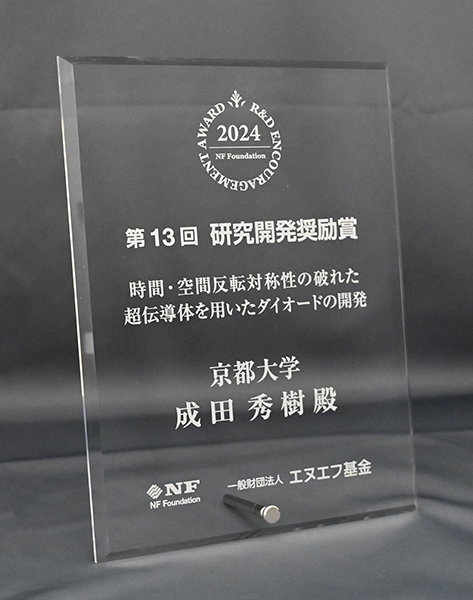 R&D ENCOURAGEMENT AWARD
2024
NF Foundation
第13回 研究開発奨励賞
時間・空間反転対称性の破れた
超伝導体を用いたダイオードの開発
京都大学
成田 秀樹 殿
NF
NF Foundation
一般財団法人 エヌエフ基金